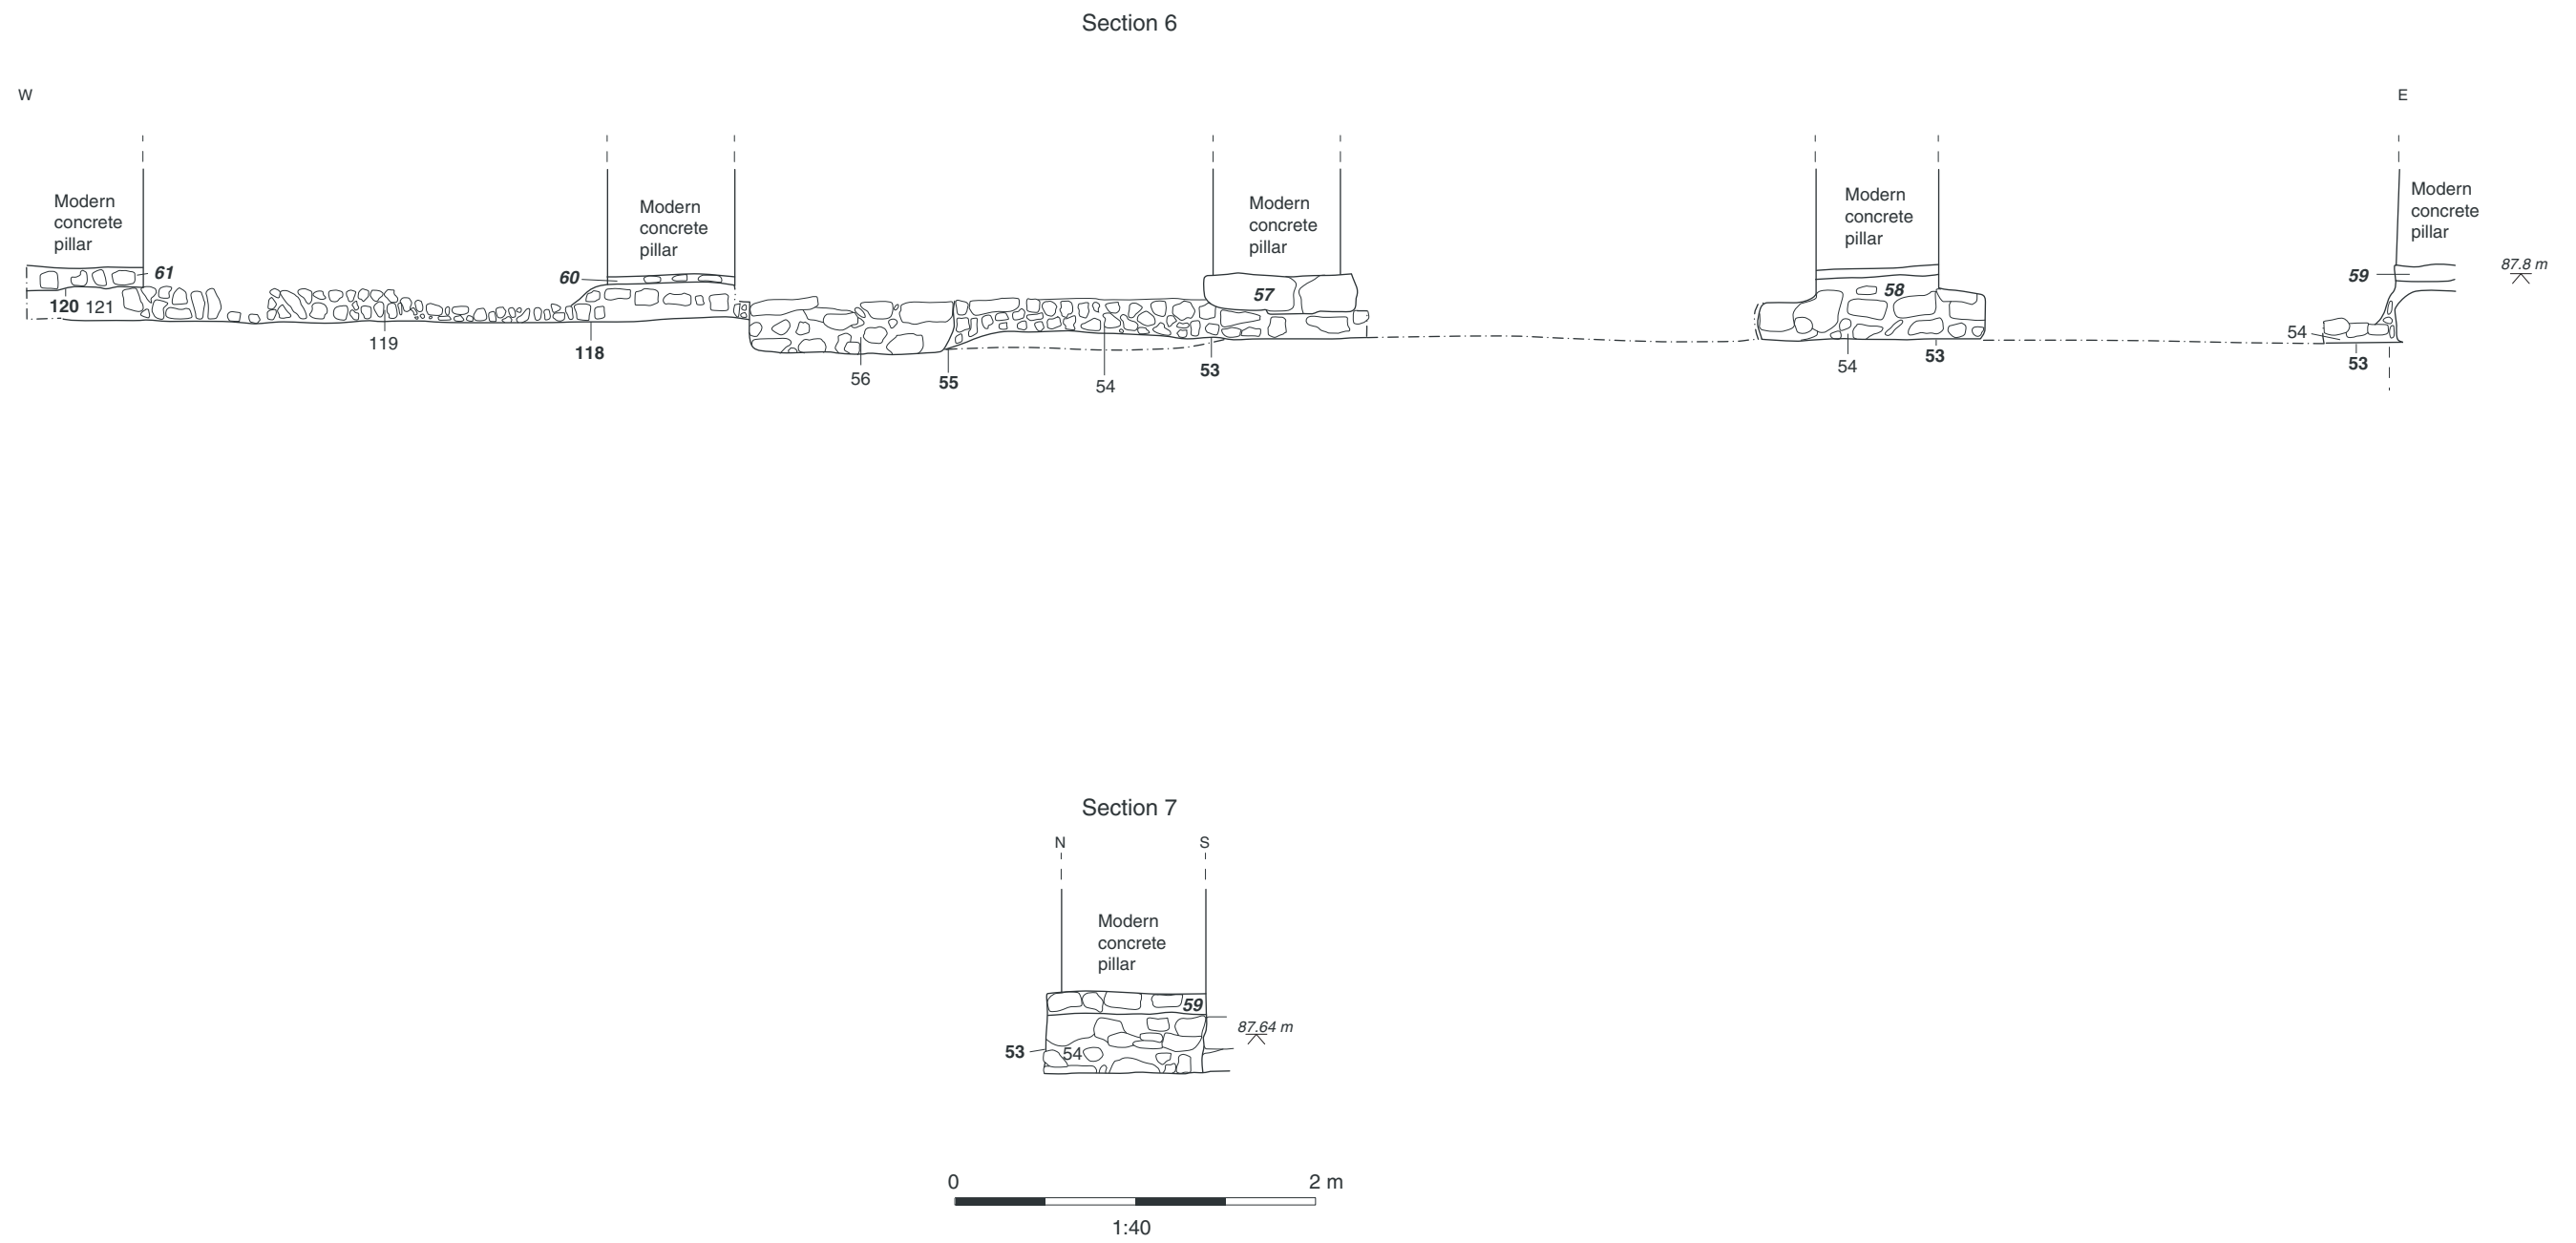 Section 6
W
E
Modern
concrete
pillar
Modern
concrete
pillar
Modern
concrete
pillar
Modern
concrete
pillar
Modern
concrete
pillar
61
60
57
58
59
87.8 m
120 121
119
118
56
55
54
53
54
53
54
53
Section 7
N
S
Modern
concrete
pillar
59
87.64 m
53
54
0
2 m
1:40